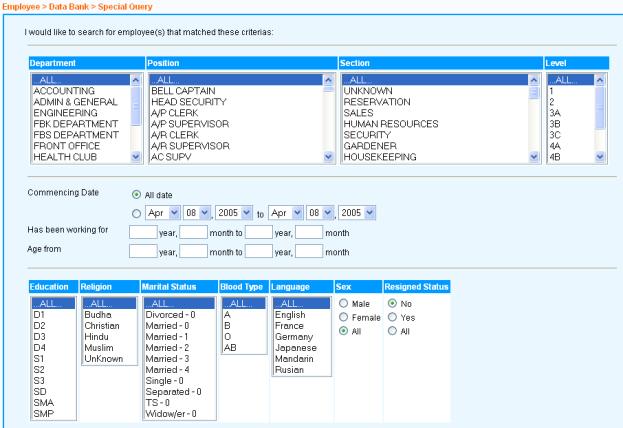 Employee > Data Bank > Special Query
I would like to search for employee(s) that matched these criterias:
Department Position Section Level
...ALL... ...ALL... ...ALL... ...ALL...
ACCOUNTING BELL CAPTAIN UNKNOWN 1
ADMIN & GENERAL HEAD SECURITY RESERVATION 2
ENGINEERING A/P CLERK SALES 3A
FBK DEPARTMENT A/P SUPERVISOR HUMAN RESOURCES 3B
FBS DEPARTMENT A/R CLERK SECURITY 3C
FRONT OFFICE A/R SUPERVISOR GARDENER 4A
HEALTH CLUB AC SUPV HOUSEKEEPING 4B
Commencing Date All date
Apr 08 , 2005 to Apr 08 , 2005
Has been working for year, month to year, month
Age from year, month to year, month
Education Religion Marital Status Blood Type Language Sex Resigned Status
...ALL... ...ALL... ...ALL... ...ALL... ...ALL... Male No
D1 Budha Divorced - 0 A English Female Yes
D2 Christian Married - 0 B France All All
D3 Hindu Married - 1 O Germany
D4 Muslim Married - 2 AB Japanese
S1 UnKnown Married - 3 Mandarin
S2 Married - 4 Rusian
S3 Single - 0
SD Separated - 0
SMA TS - 0
SMP Widow/er - 0